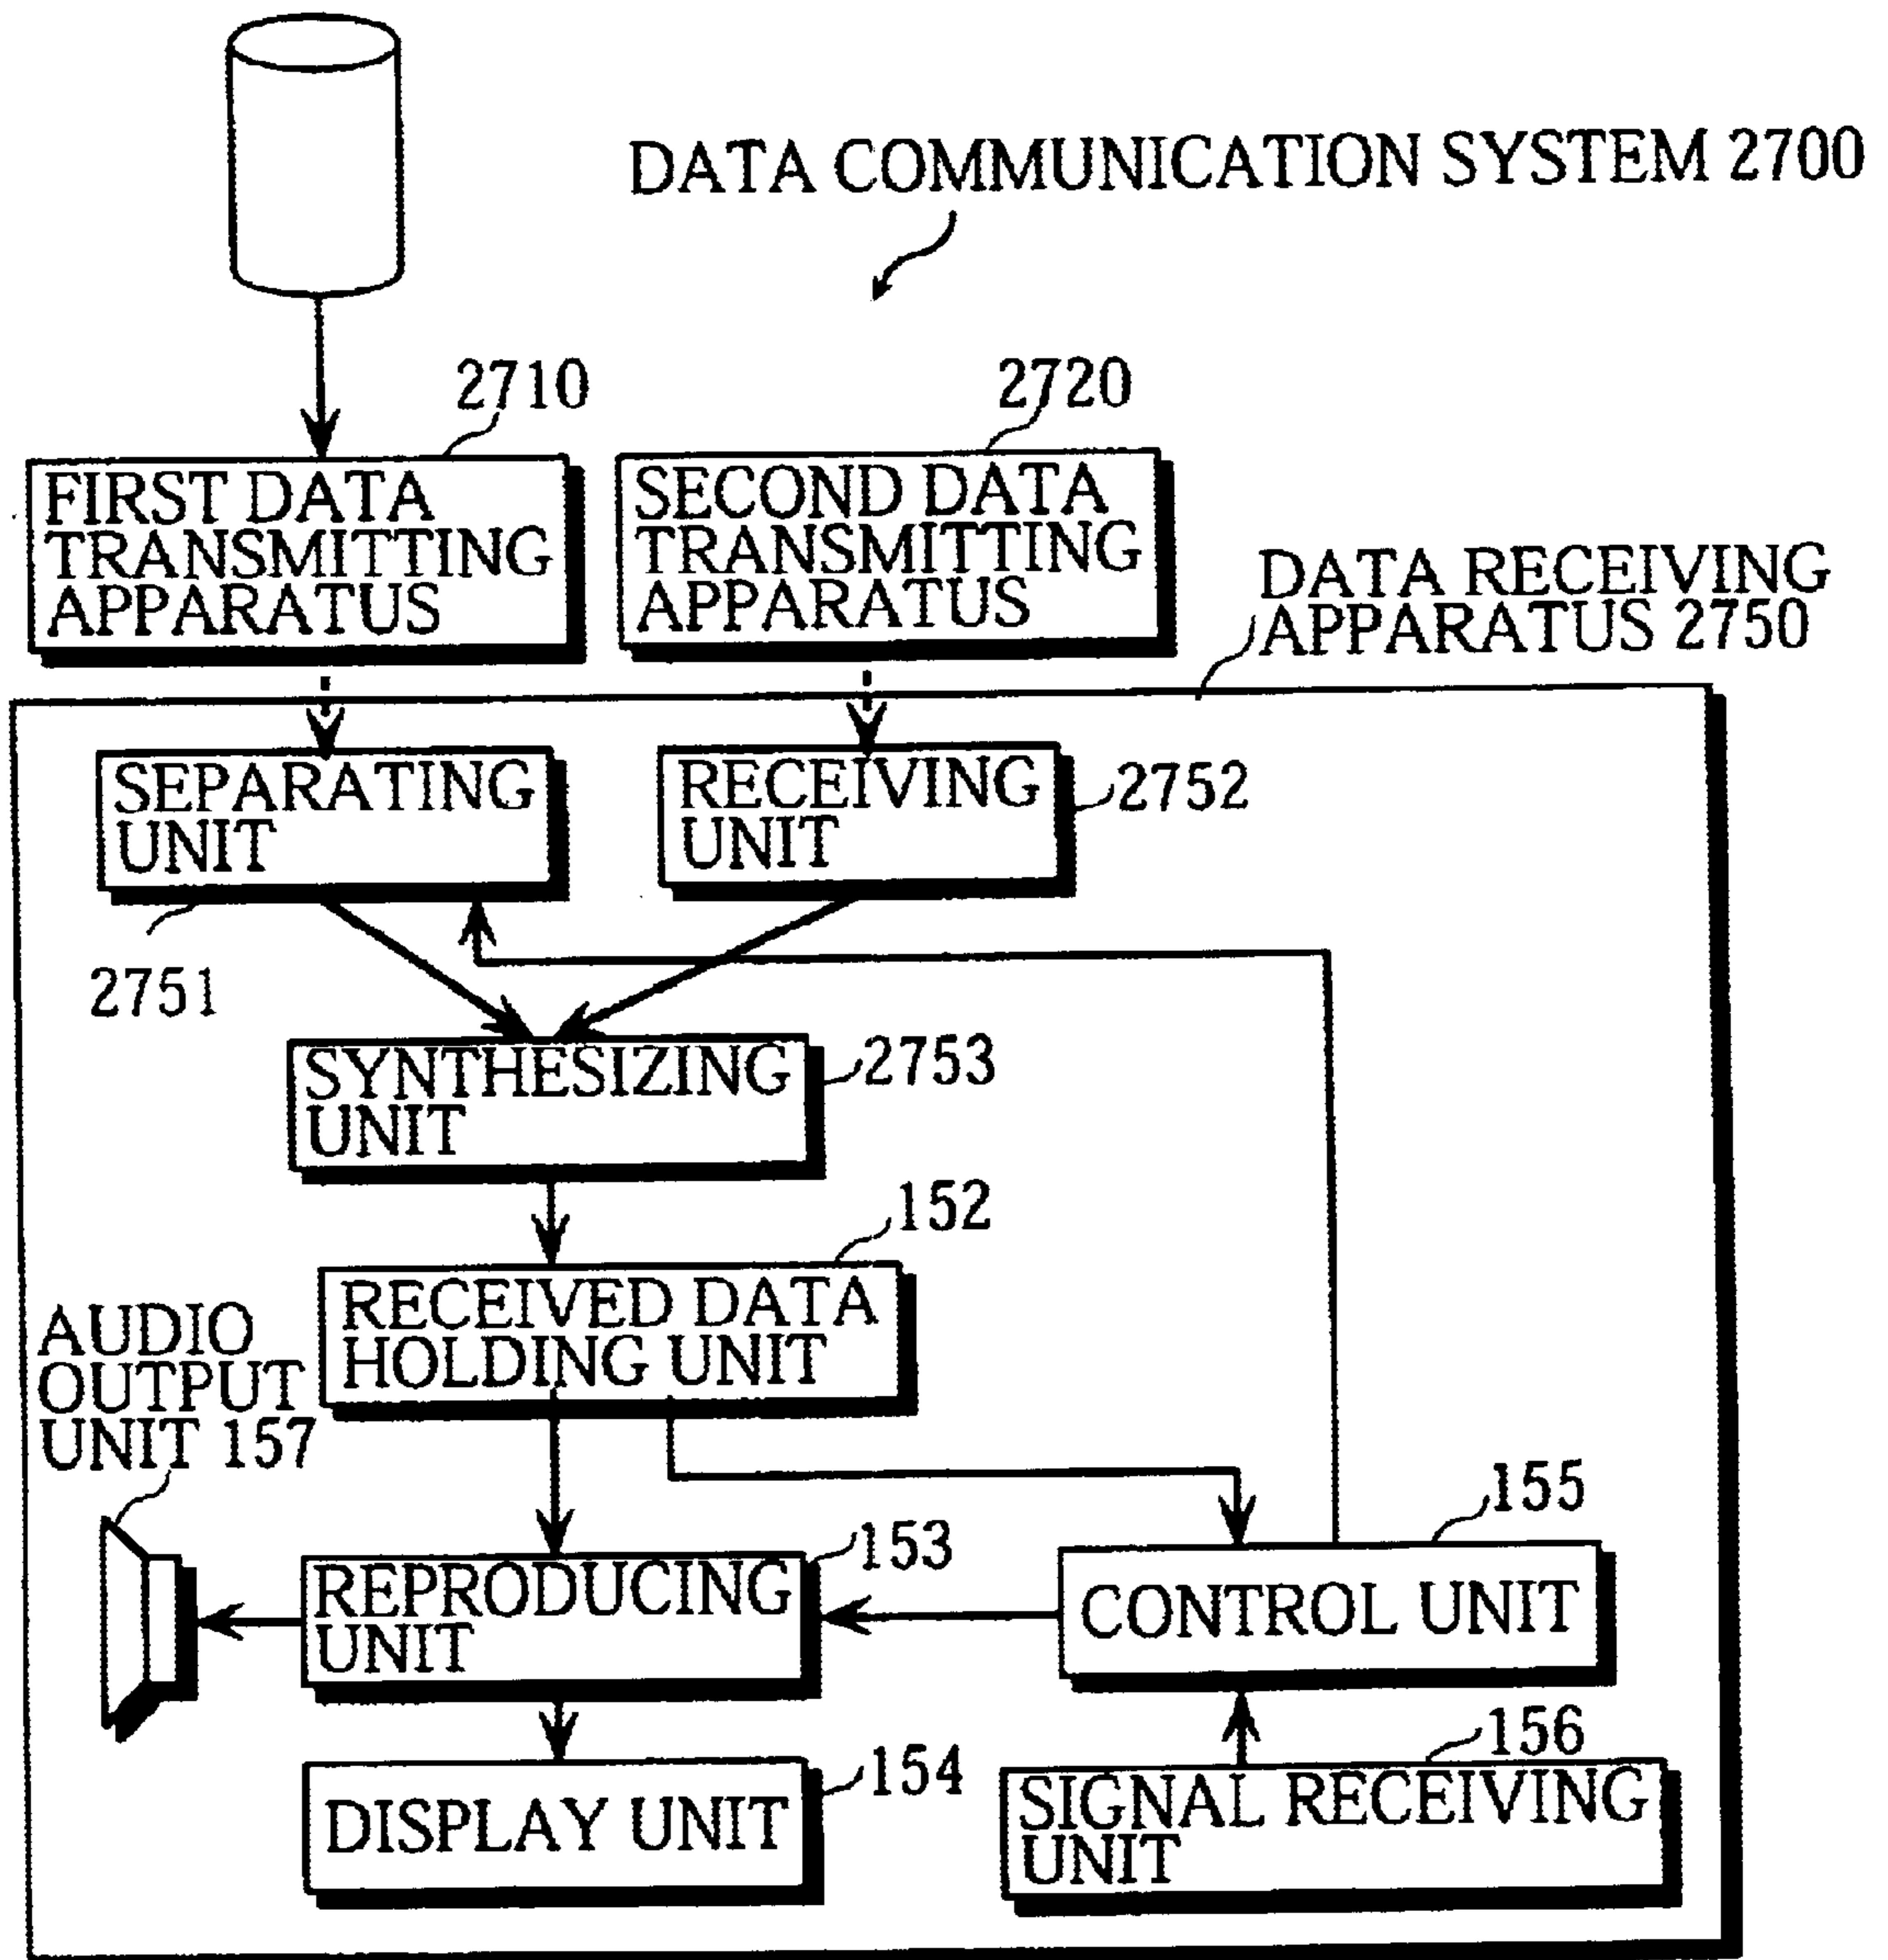 DATA COMMUNICATION SYSTEM 2700
2710
2720
FIRST DATA
TRANSMITTING
APPARATUS
SECOND DATA
TRANSMITTING
APPARATUS
DATA RECEIVING
APPARATUS 2750
SEPARATING
UNIT
RECEIVING
UNIT
2752
2751
SYNTHESIZING
UNIT
2753
152
RECEIVED DATA
HOLDING UNIT
AUDIO
OUTPUT
UNIT 157
155
153
REPRODUCING
UNIT
CONTROL UNIT
156
154
DISPLAY UNIT
SIGNAL RECEIVING
UNIT